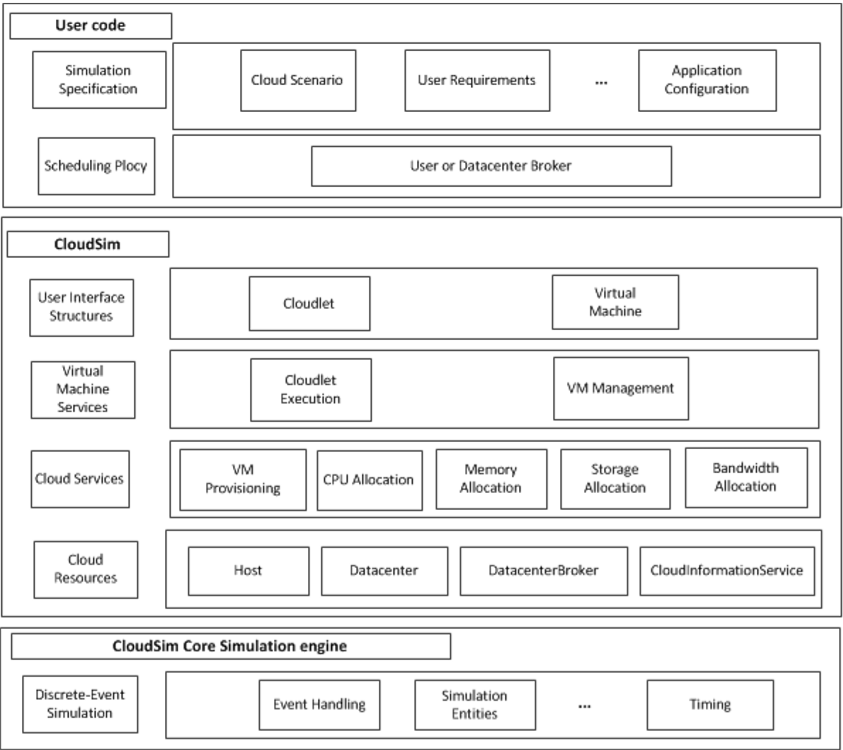 User code
Simulation
Specification
Cloud Scenario
User Requirements
...
Application
Configuration
Scheduling Plocy
User or Datacenter Broker
CloudSim
User Interface
Structures
Cloudlet
Virtual
Machine
Virtual
Machine
Services
Cloudlet
Execution
VM Management
Cloud Services
VM
Provisioning
CPU Allocation
Memory
Allocation
Storage
Allocation
Bandwidth
Allocation
Cloud
Resources
Host
Datacenter
DatacenterBroker
CloudInformationService
CloudSim Core Simulation engine
Discrete-Event
Simulation
Event Handling
Simulation
Entities
...
Timing